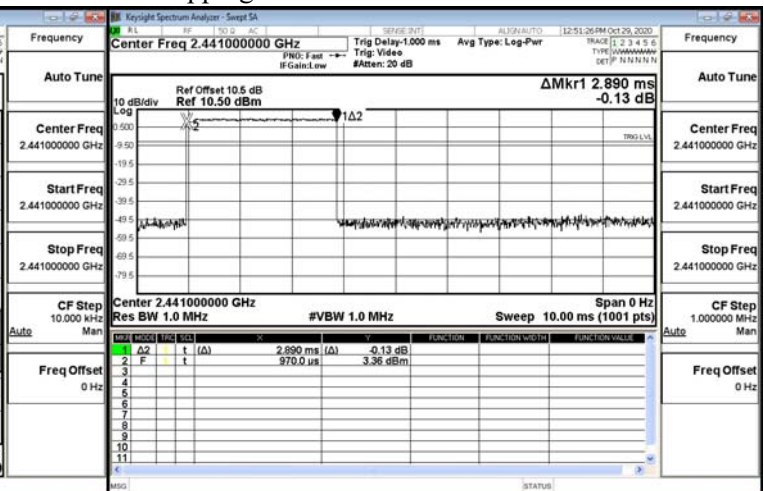 Frequency
Auto Tune
Center Freq
2.441000000 GHz
Start Freq
2.441000000 GHz
Stop Freq
2.441000000 GHz
CF Step
10.000 kHz
Auto Man
Freq Offset
0 Hz
Keysight Spectrum Analyzer - Swept SA
RL RF 50 Ω AC SENSE:INT ALIGN AUTO 12:51:26 PM Oct 29, 2020
Center Freq 2.441000000 GHz
PNO: Fast
IFGain:Low
Trig Delay-1.000 ms
Trig: Video
#Atten: 20 dB
Avg Type: Log-Pwr
TRACE 1 2 3 4 5 6
TYPE
DET P N N N N N
ΔMkr1 2.890 ms
-0.13 dB
Ref Offset 10.5 dB
10 dB/div Ref 10.50 dBm
Log
0.500
-9.50
-19.5
-29.5
-39.5
-49.5
-59.5
-69.5
-79.5
1Δ2
2
TRIG LVL
Center 2.441000000 GHz
Span 0 Hz
Res BW 1.0 MHz
#VBW 1.0 MHz
Sweep 10.00 ms (1001 pts)
MKR MODE TRC SCL X Y FUNCTION FUNCTION WIDTH FUNCTION VALUE
1 Δ2 t (Δ) 2.890 ms (Δ) -0.13 dB
2 F t 970.0 µs 3.36 dBm
3
4
5
6
7
8
9
10
11
MSG
STATUS
Frequency
Auto Tune
Center Freq
2.441000000 GHz
Start Freq
2.441000000 GHz
Stop Freq
2.441000000 GHz
CF Step
1.000000 MHz
Auto Man
Freq Offset
0 Hz